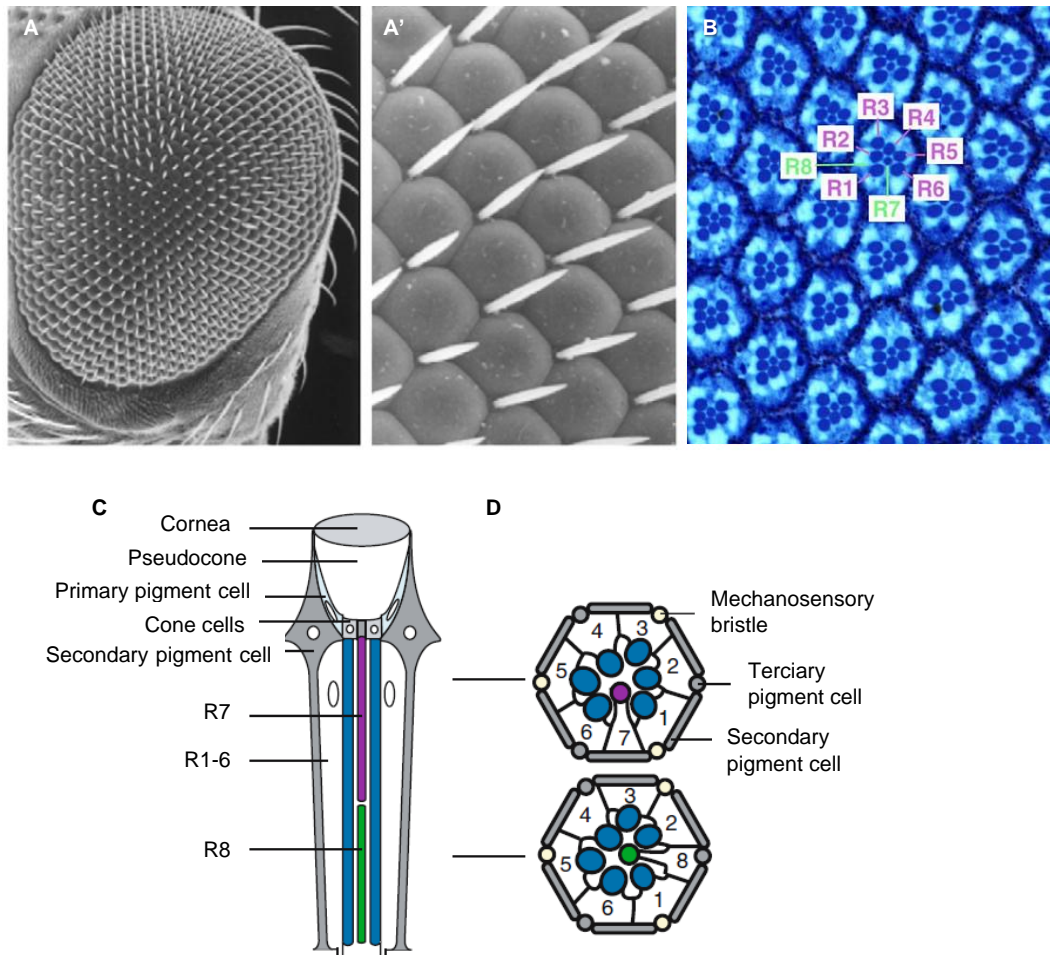 A
A'
B
R3
R4
R2
R5
R8
R1
R6
R7
C
D
Cornea
Pseudocone
Primary pigment cell
Cone cells
Secondary pigment cell
R7
R1-6
R8
Mechanosensory
bristle
Terciary
pigment cell
Secondary
pigment cell
4
3
5
2
6
7
1
3
4
2
5
8
6
1